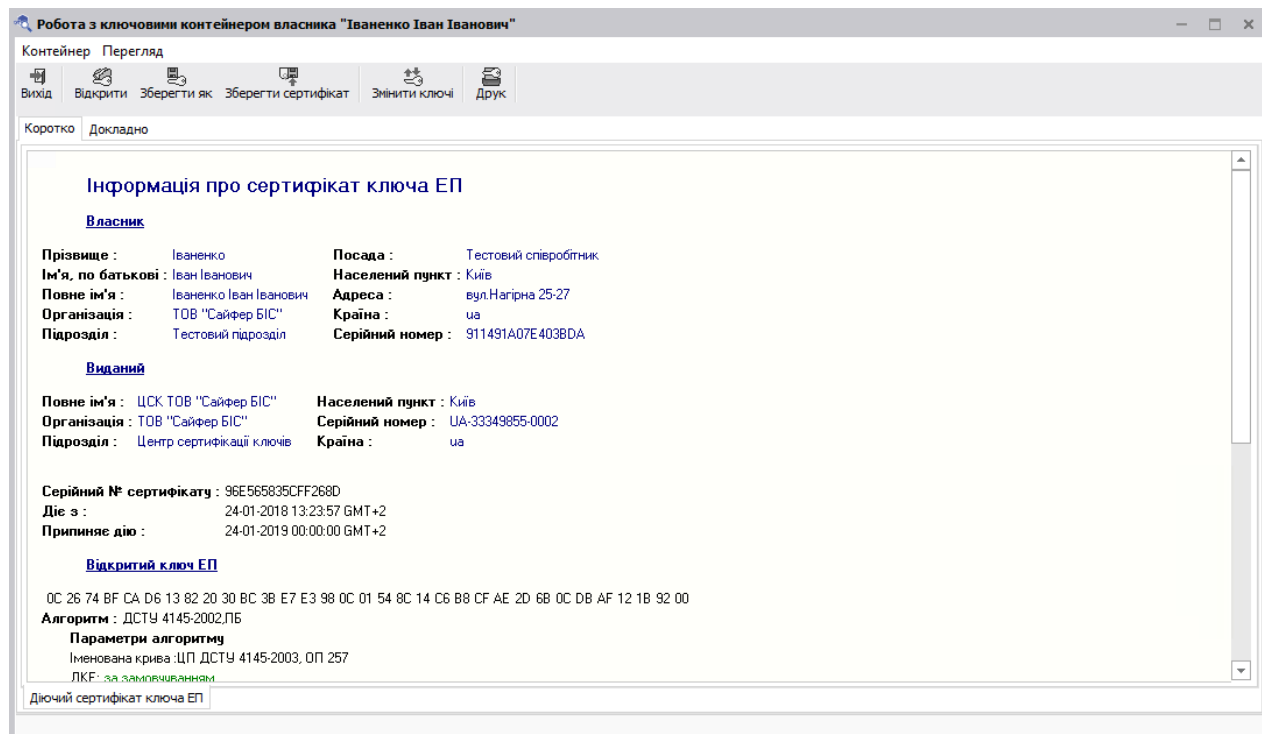 Робота з ключовими контейнером власника "Іваненко Іван Іванович"
Контейнер Перегляд
Вихід Відкрити Зберегти як Зберегти сертифікат Змінити ключі Друк
Коротко Докладно
Інформація про сертифікат ключа ЕП
Власник
Прізвище : Іваненко Посада : Тестовий співробітник
Ім'я, по батькові : Іван Іванович Населений пункт : Київ
Повне ім'я : Іваненко Іван Іванович Адреса : вул.Нагірна 25-27
Організація : ТОВ "Сайфер БІС" Країна : ua
Підрозділ : Тестовий підрозділ Серійний номер : 911491A07E403BDA
Виданий
Повне ім'я : ЦСК ТОВ "Сайфер БІС" Населений пункт : Київ
Організація : ТОВ "Сайфер БІС" Серійний номер : UA-33349855-0002
Підрозділ : Центр сертифікації ключів Країна : ua
Серійний № сертифікату : 96E565835CFF268D
Діє з : 24-01-2018 13:23:57 GMT+2
Припиняє дію : 24-01-2019 00:00:00 GMT+2
Відкритий ключ ЕП
0C 26 74 BF CA D6 13 82 20 30 BC 3B E7 E3 98 0C 01 54 8C 14 C6 B8 CF AE 2D 6B 0C DB AF 12 1B 92 00
Алгоритм : ДСТУ 4145-2002,ПБ
Параметри алгоритму
Іменована крива :ЦП ДСТУ 4145-2003, ОП 257
ДКЕ: за замовчуванням
Діючий сертифікат ключа ЕП